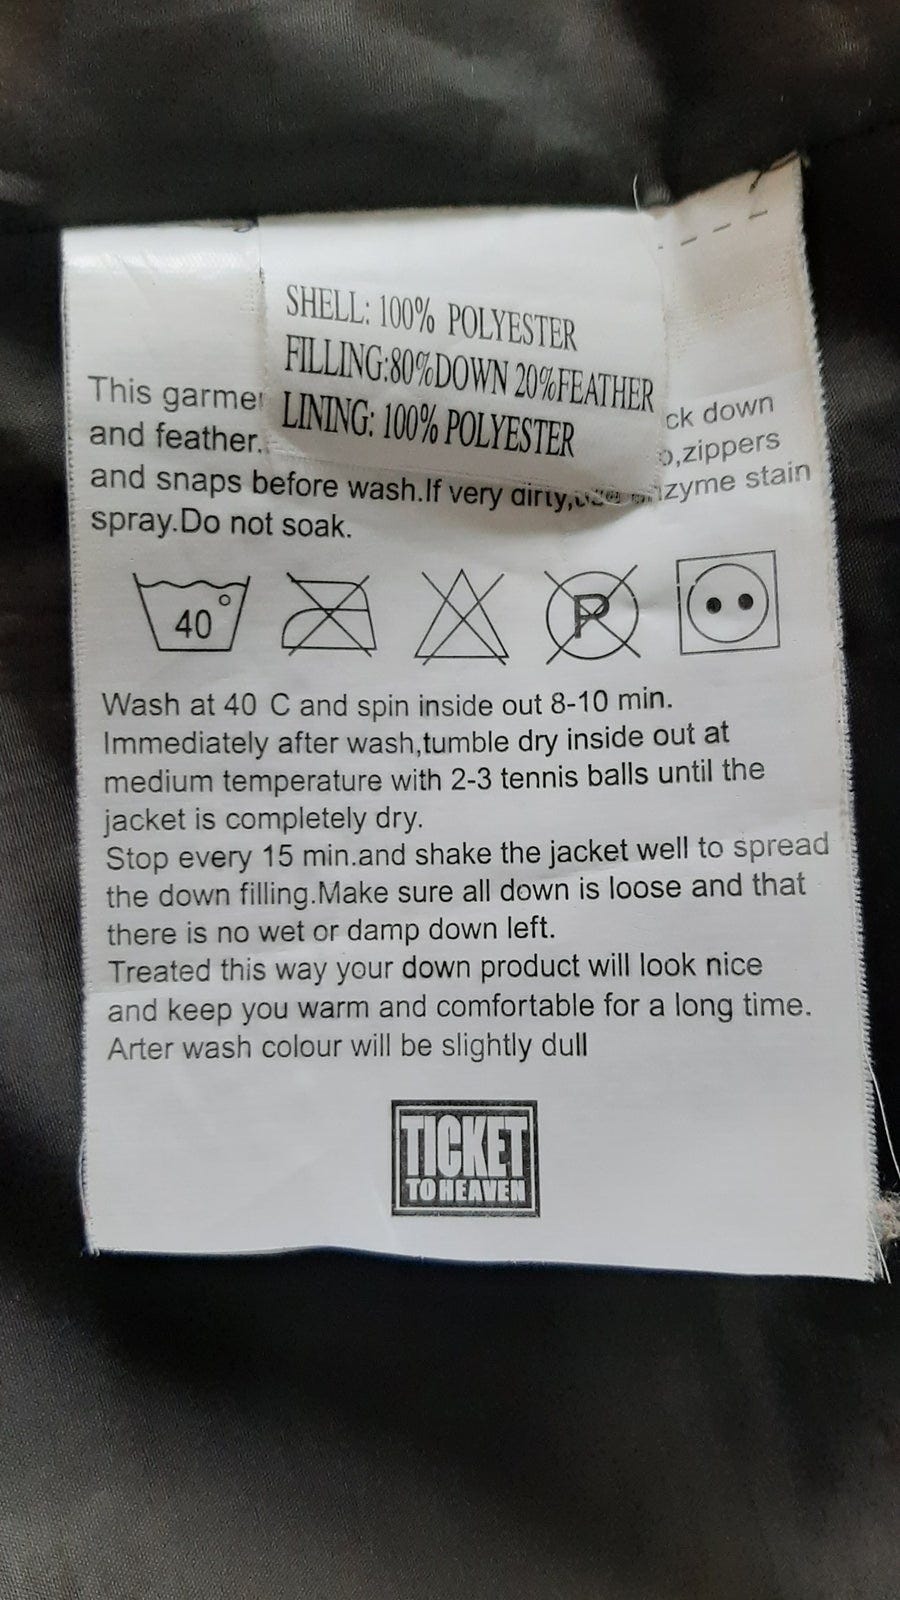 SHELL: 100% POLYESTER
FILLING:80%DOWN 20%FEATHER
LINING: 100% POLYESTER
This ck down
and feather. ,zippers
and snaps before wash.If very dirty, stain
spray.Do not soak.
40°
P
Wash at 40 C and spin inside out 8-10 min.
Immediately after wash,tumble dry inside out at
medium temperature with 2-3 tennis balls until the
jacket is completely dry.
Stop every 15 min.and shake the jacket well to spread
the down filling.Make sure all down is loose and that
there is no wet or damp down left.
Treated this way your down product will look nice
and keep you warm and comfortable for a long time.
Arter wash colour will be slightly dull
TICKET
TO HEAVEN